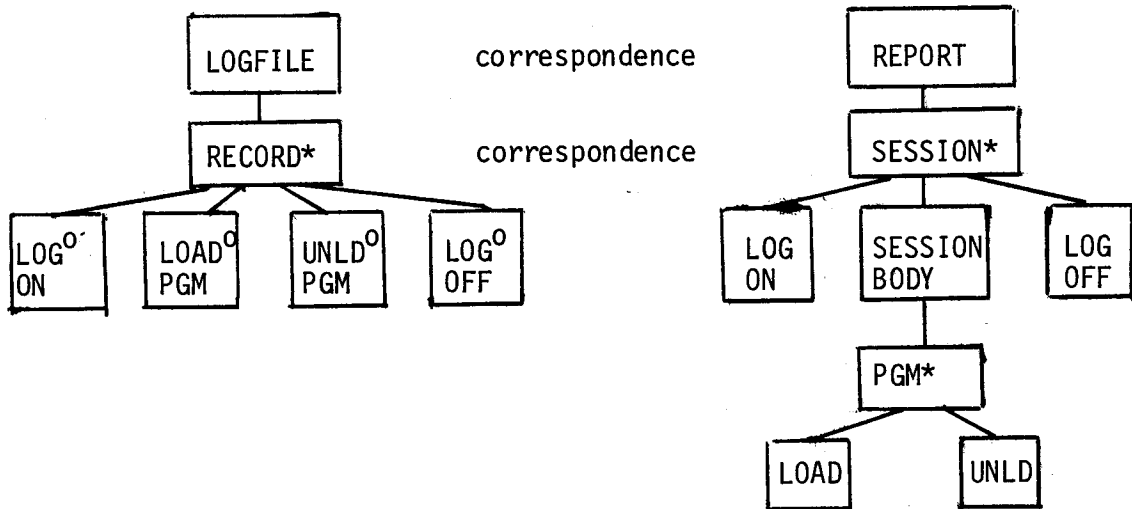 LOGFILE
correspondence
REPORT
RECORD*
correspondence
SESSION*
LOG°
ON
LOAD°
PGM
UNLD°
PGM
LOG°
OFF
LOG
ON
SESSION
BODY
LOG
OFF
PGM*
LOAD
UNLD